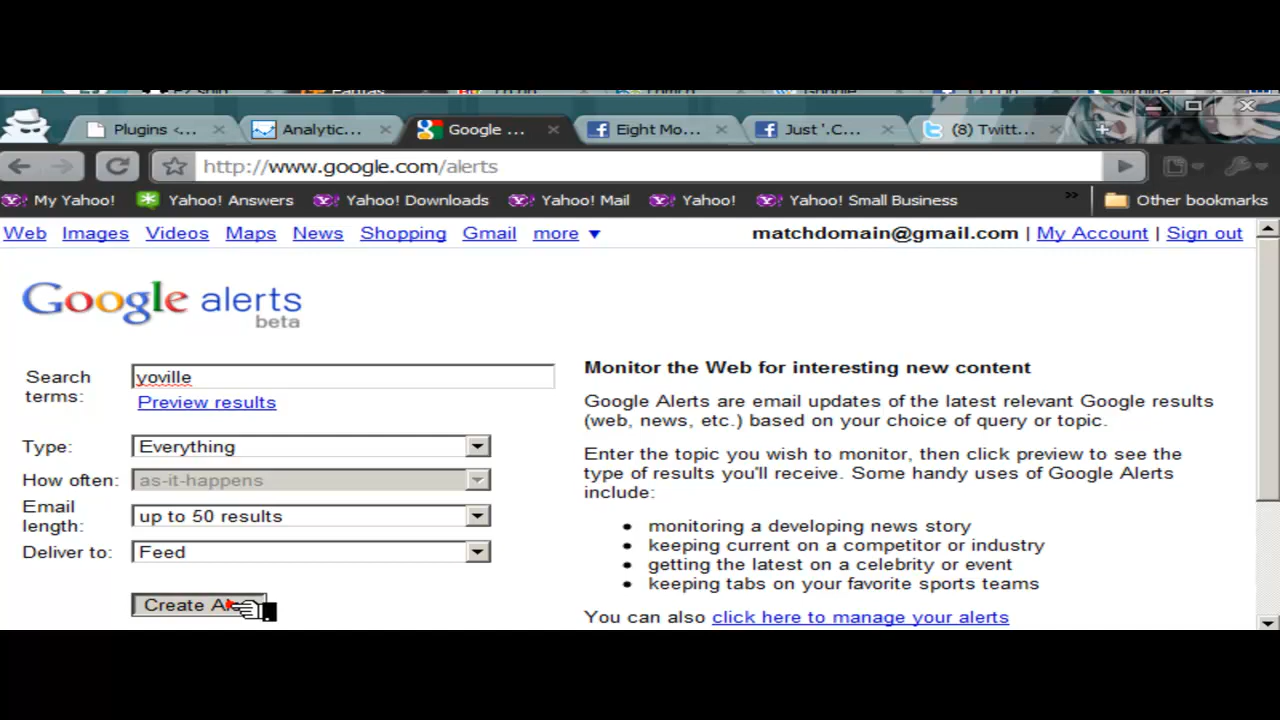 Plugins <... Analytic... Google ... Eight Mo... Just '.C... (8) Twitt...
http://www.google.com/alerts
My Yahoo! Yahoo! Answers Yahoo! Downloads Yahoo! Mail Yahoo! Yahoo! Small Business » Other bookmarks
Web Images Videos Maps News Shopping Gmail more ▼ matchdomain@gmail.com | My Account | Sign out
Google alerts
beta
Search terms: yoville
Preview results
Type: Everything
How often: as-it-happens
Email length: up to 50 results
Deliver to: Feed
Create
Monitor the Web for interesting new content
Google Alerts are email updates of the latest relevant Google results
(web, news, etc.) based on your choice of query or topic.
Enter the topic you wish to monitor, then click preview to see the
type of results you'll receive. Some handy uses of Google Alerts
include:
• monitoring a developing news story
• keeping current on a competitor or industry
• getting the latest on a celebrity or event
• keeping tabs on your favorite sports teams
You can also click here to manage your alerts